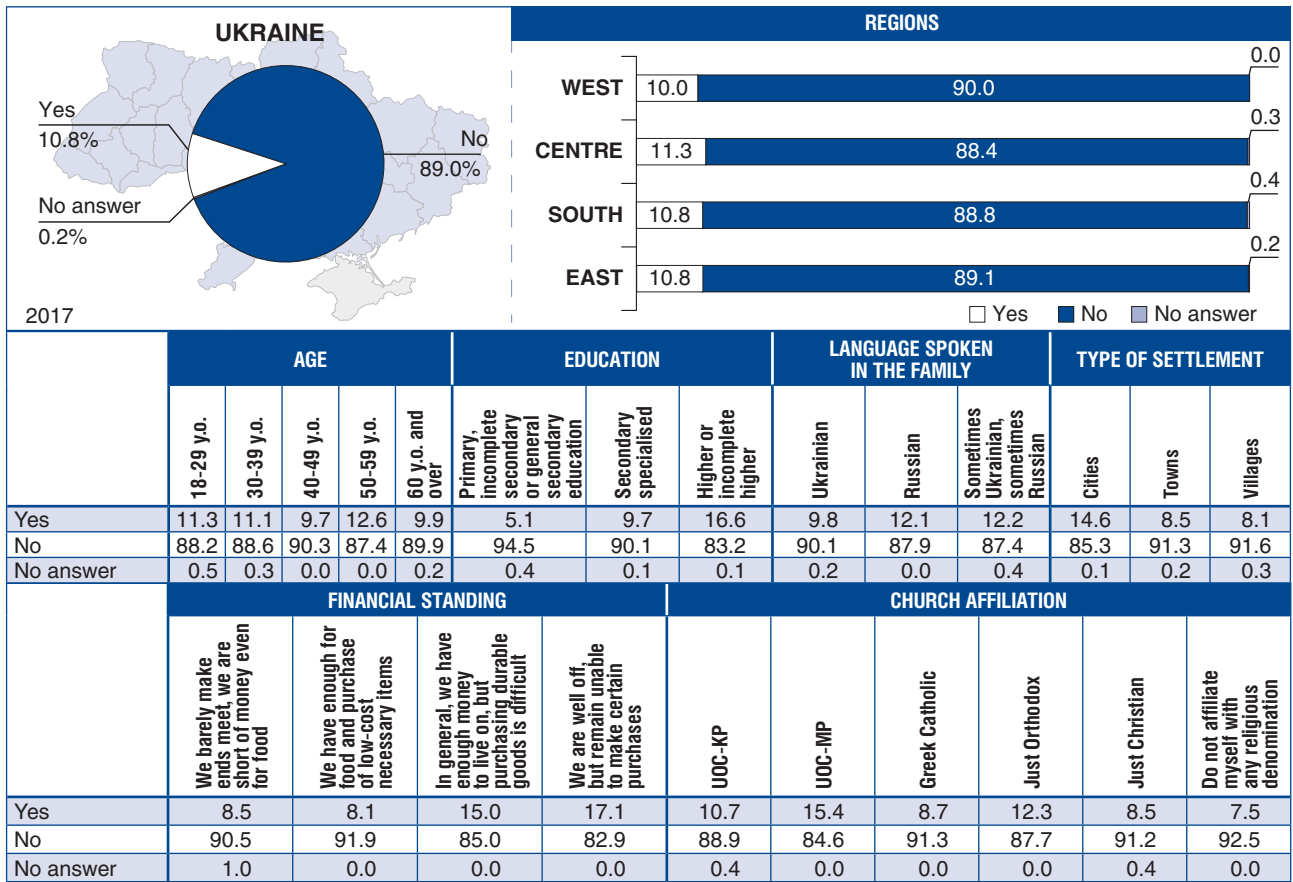 UKRAINE
Yes
10.8%
No
89.0%
No answer
0.2%
2017
REGIONS
0.0
WEST 10.0 90.0
0.3
CENTRE 11.3 88.4
0.4
SOUTH 10.8 88.8
0.2
EAST 10.8 89.1
Yes No No answer
AGE EDUCATION LANGUAGE SPOKEN
IN THE FAMILY TYPE OF SETTLEMENT
18-29 y.o.
30-39 y.o.
40-49 y.o.
50-59 y.o.
60 y.o. and
over
Primary,
incomplete
secondary
or general
secondary
education
Secondary
specialised
Higher or
incomplete
higher
Ukrainian
Russian
Sometimes
Ukrainian,
sometimes
Russian
Cities
Towns
Villages
Yes 11.3 11.1 9.7 12.6 9.9 5.1 9.7 16.6 9.8 12.1 12.2 14.6 8.5 8.1
No 88.2 88.6 90.3 87.4 89.9 94.5 90.1 83.2 90.1 87.9 87.4 85.3 91.3 91.6
No answer 0.5 0.3 0.0 0.0 0.2 0.4 0.1 0.1 0.2 0.0 0.4 0.1 0.2 0.3
FINANCIAL STANDING CHURCH AFFILIATION
We barely make
ends meet, we are
short of money even
for food
We have enough for
food and purchase
of low-cost
necessary items
In general, we have
enough money
to live on, but
purchasing durable
goods is difficult
We are well off,
but remain unable
to make certain
purchases
UOC-KP
UOC-MP
Greek Catholic
Just Orthodox
Just Christian
Do not affiliate
myself with
any religious
denomination
Yes 8.5 8.1 15.0 17.1 10.7 15.4 8.7 12.3 8.5 7.5
No 90.5 91.9 85.0 82.9 88.9 84.6 91.3 87.7 91.2 92.5
No answer 1.0 0.0 0.0 0.0 0.4 0.0 0.0 0.0 0.4 0.0